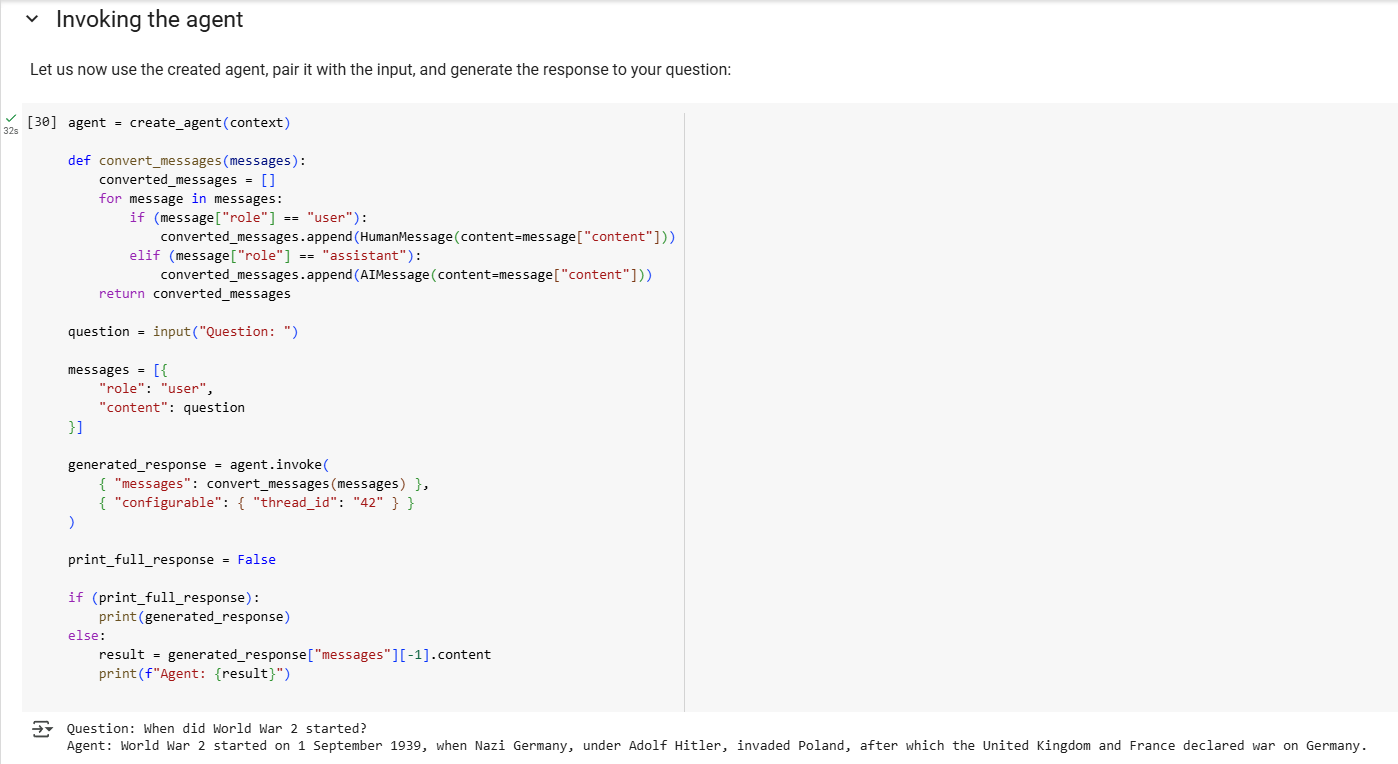 Invoking the agent
Let us now use the created agent, pair it with the input, and generate the response to your question:
32s
[30] agent = create_agent(context)
def convert_messages(messages):
    converted_messages = []
    for message in messages:
        if (message["role"] == "user"):
            converted_messages.append(HumanMessage(content=message["content"]))
        elif (message["role"] == "assistant"):
            converted_messages.append(AIMessage(content=message["content"]))
    return converted_messages
question = input("Question: ")
messages = [{
    "role": "user",
    "content": question
}]
generated_response = agent.invoke(
    { "messages": convert_messages(messages) },
    { "configurable": { "thread_id": "42" } }
)
print_full_response = False
if (print_full_response):
    print(generated_response)
else:
    result = generated_response["messages"][-1].content
    print(f"Agent: {result}")
Question: When did World War 2 started?
Agent: World War 2 started on 1 September 1939, when Nazi Germany, under Adolf Hitler, invaded Poland, after which the United Kingdom and France declared war on Germany.